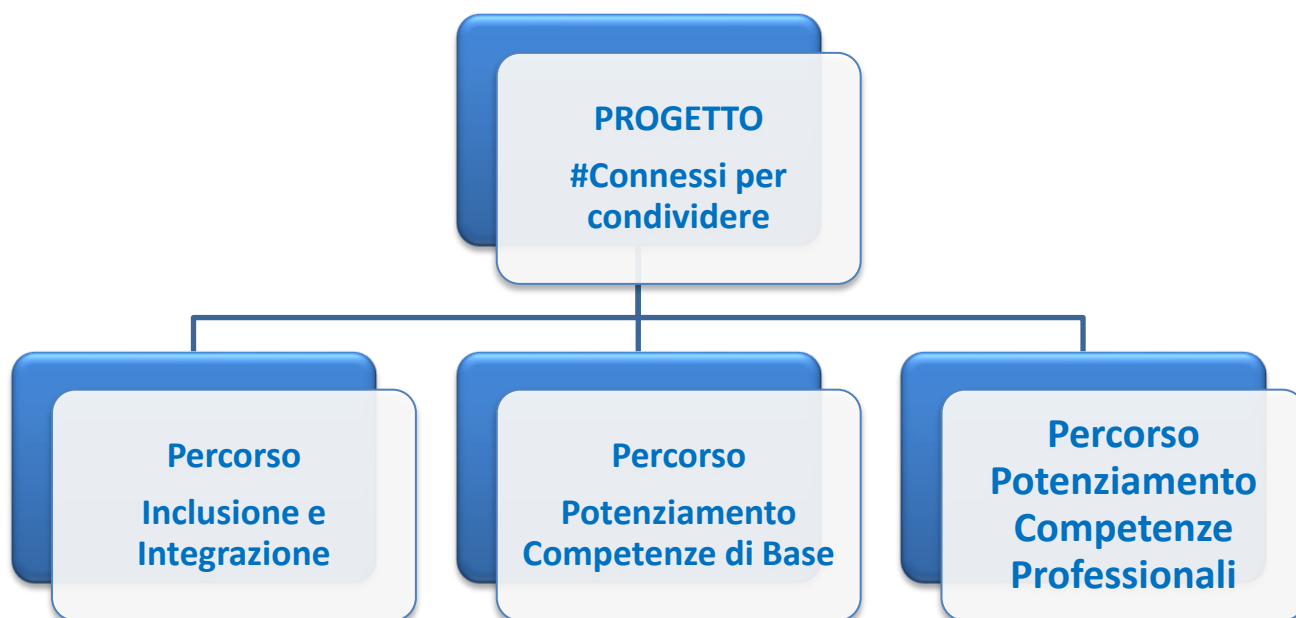 PROGETTO
#Connessi per
condividere
Percorso
Inclusione e
Integrazione
Percorso
Potenziamento
Competenze di Base
Percorso
Potenziamento
Competenze
Professionali